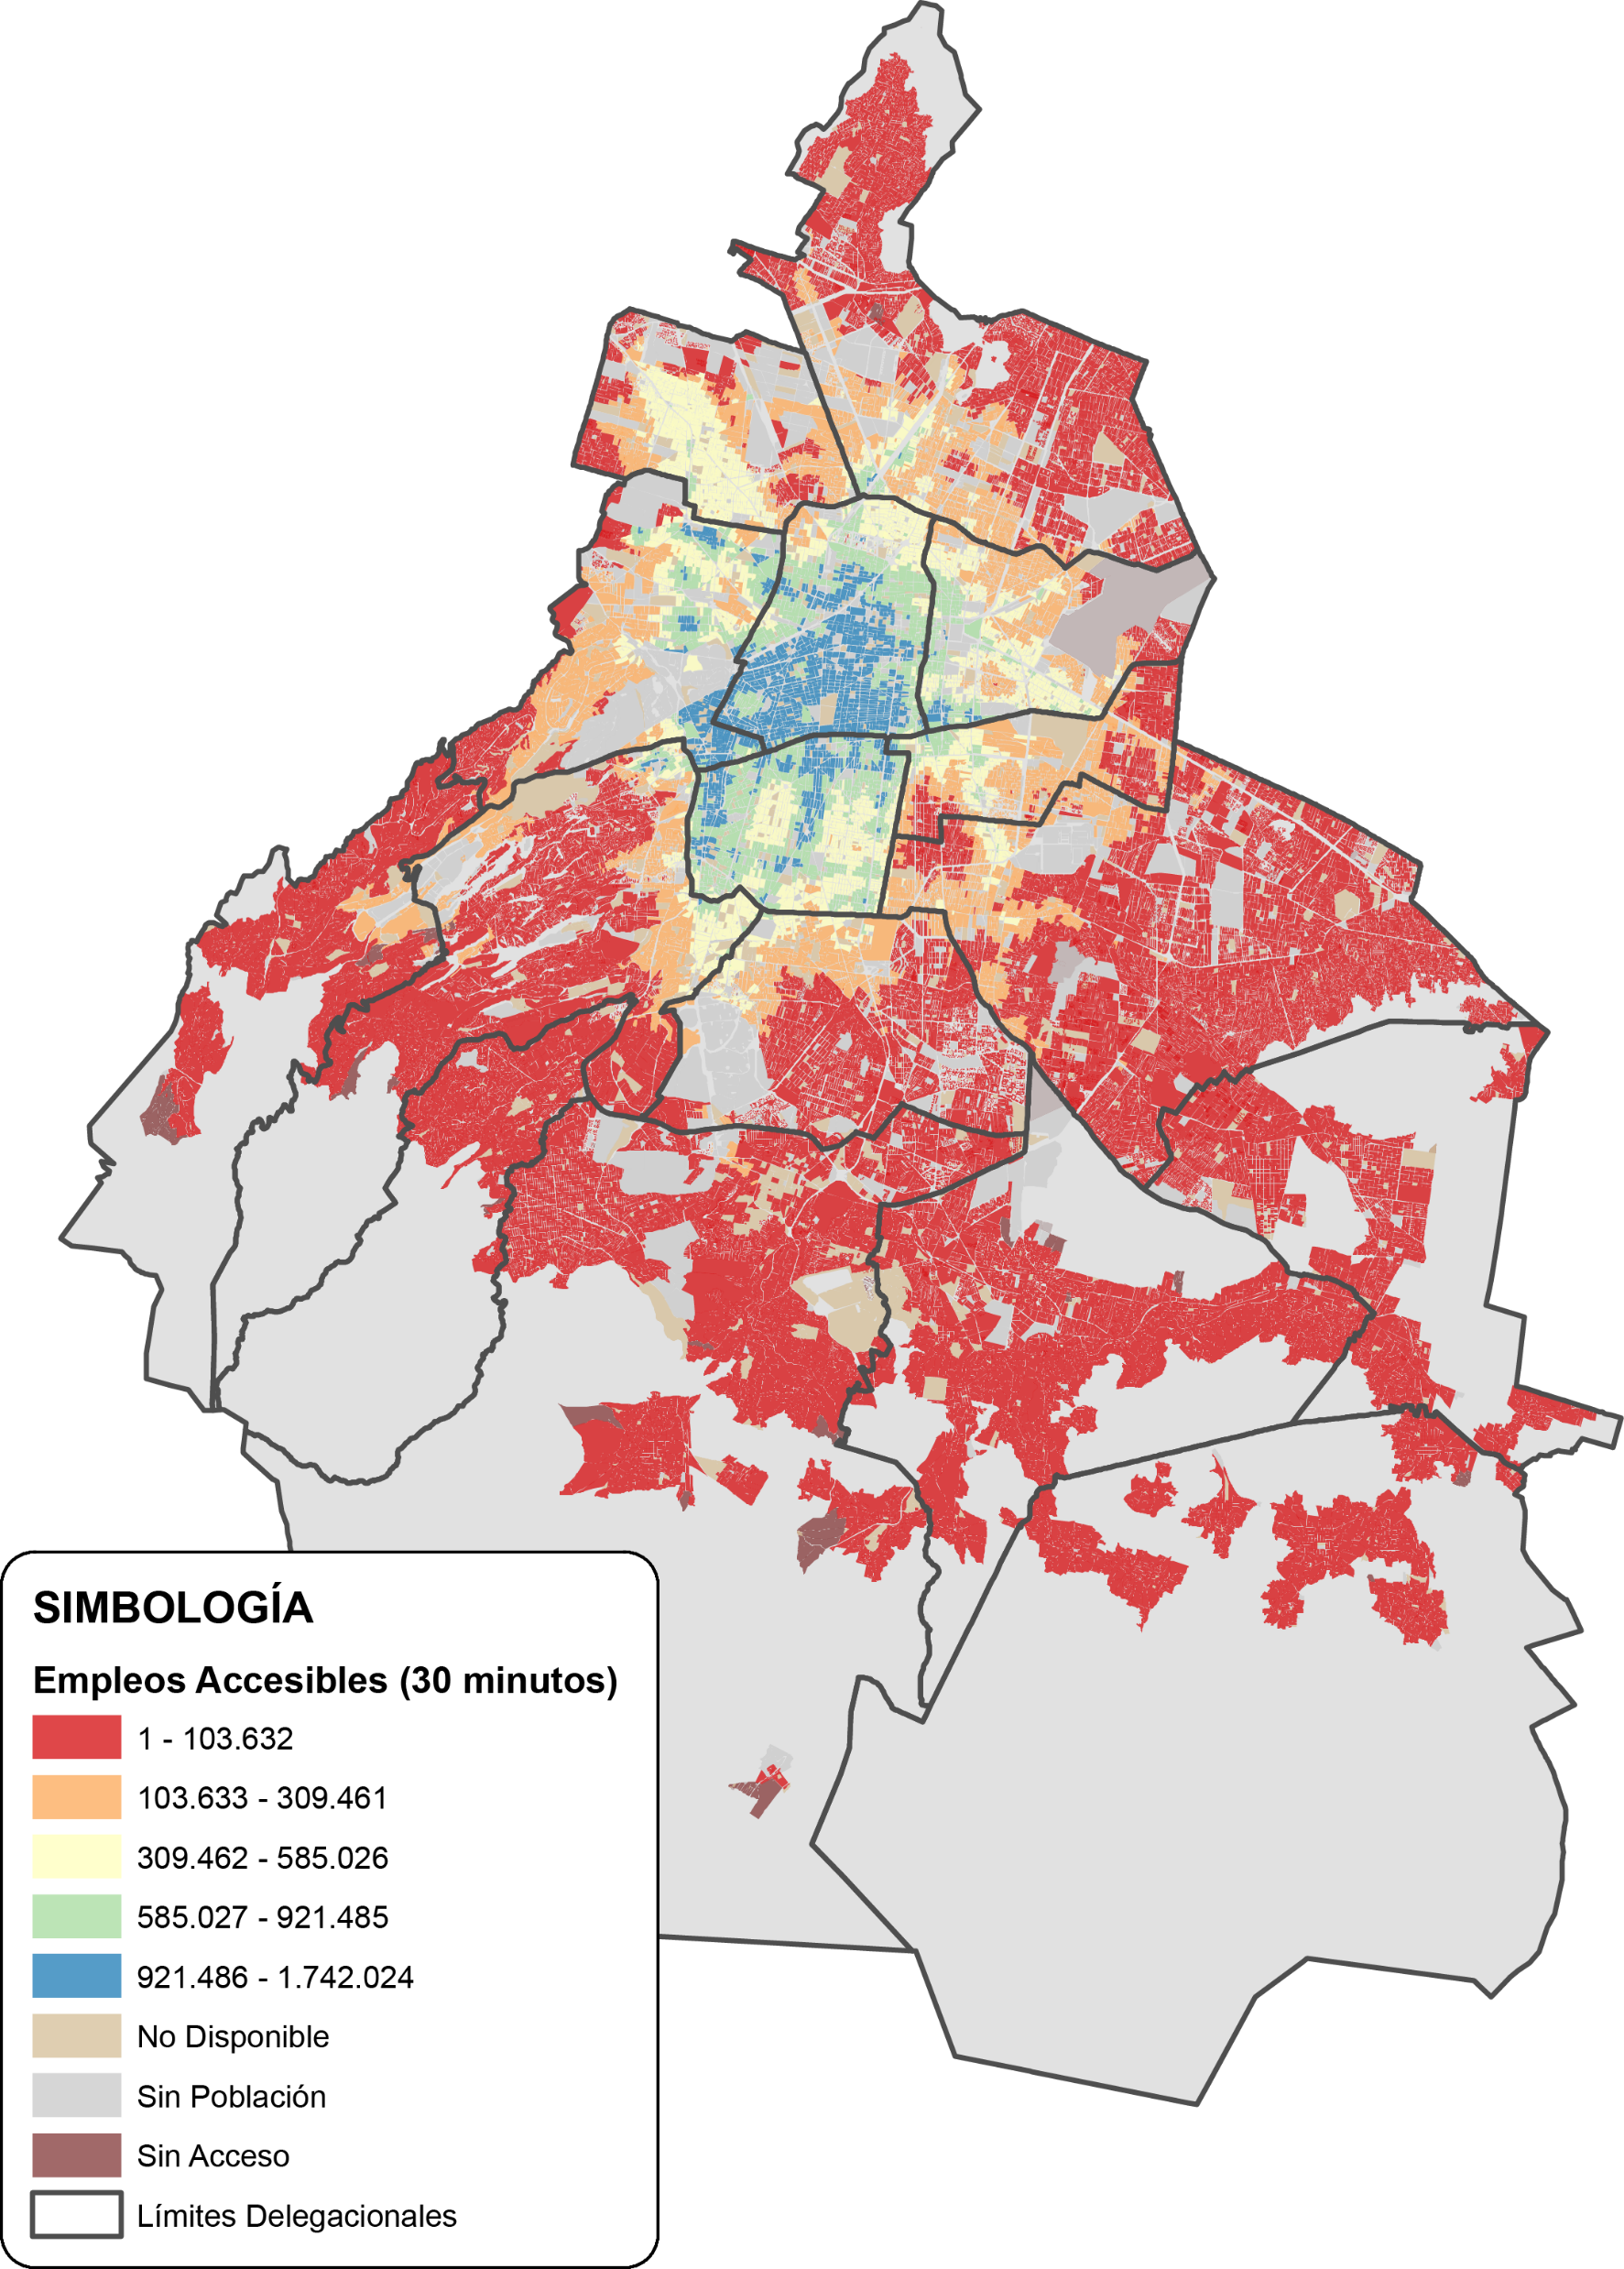 SIMBOLOGÍA
Empleos Accesibles (30 minutos)
1 - 103.632
103.633 - 309.461
309.462 - 585.026
585.027 - 921.485
921.486 - 1.742.024
No Disponible
Sin Población
Sin Acceso
Límites Delegacionales